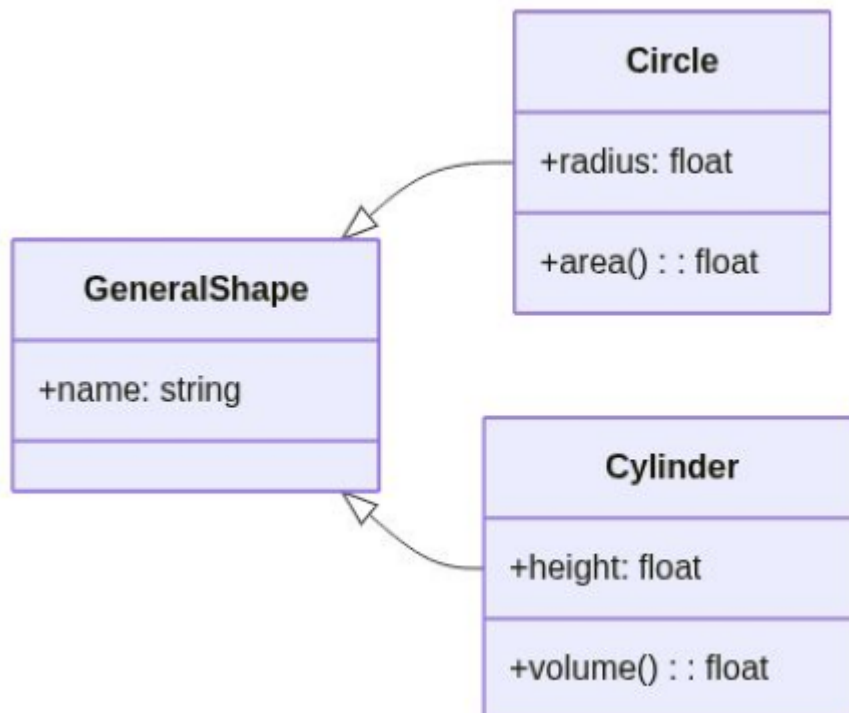 Circle
+radius: float
+area() : : float
GeneralShape
+name: string
Cylinder
+height: float
+volume() : : float